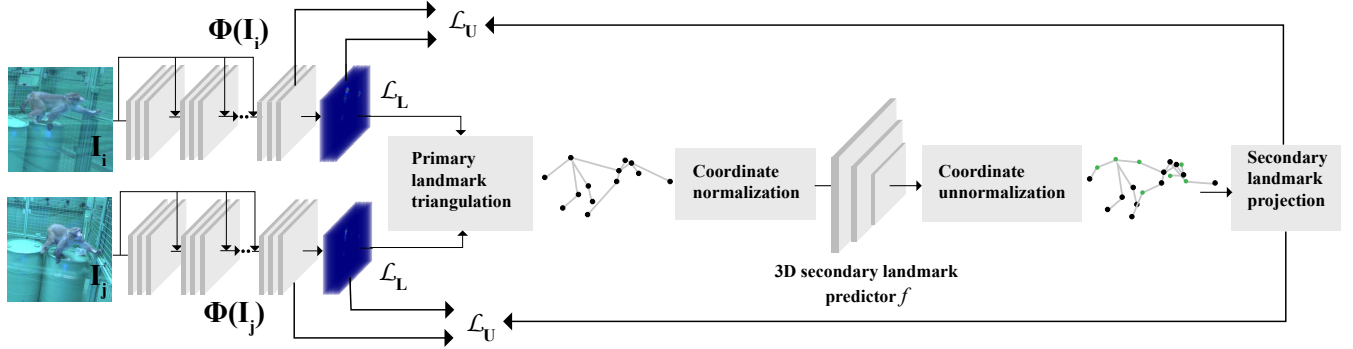 Φ(I_i)
ℒ_U
ℒ_L
I_i
Primary
landmark
triangulation
Coordinate
normalization
Coordinate
unnormalization
Secondary
landmark
projection
I_j
ℒ_L
3D secondary landmark
predictor f
Φ(I_j)
ℒ_U